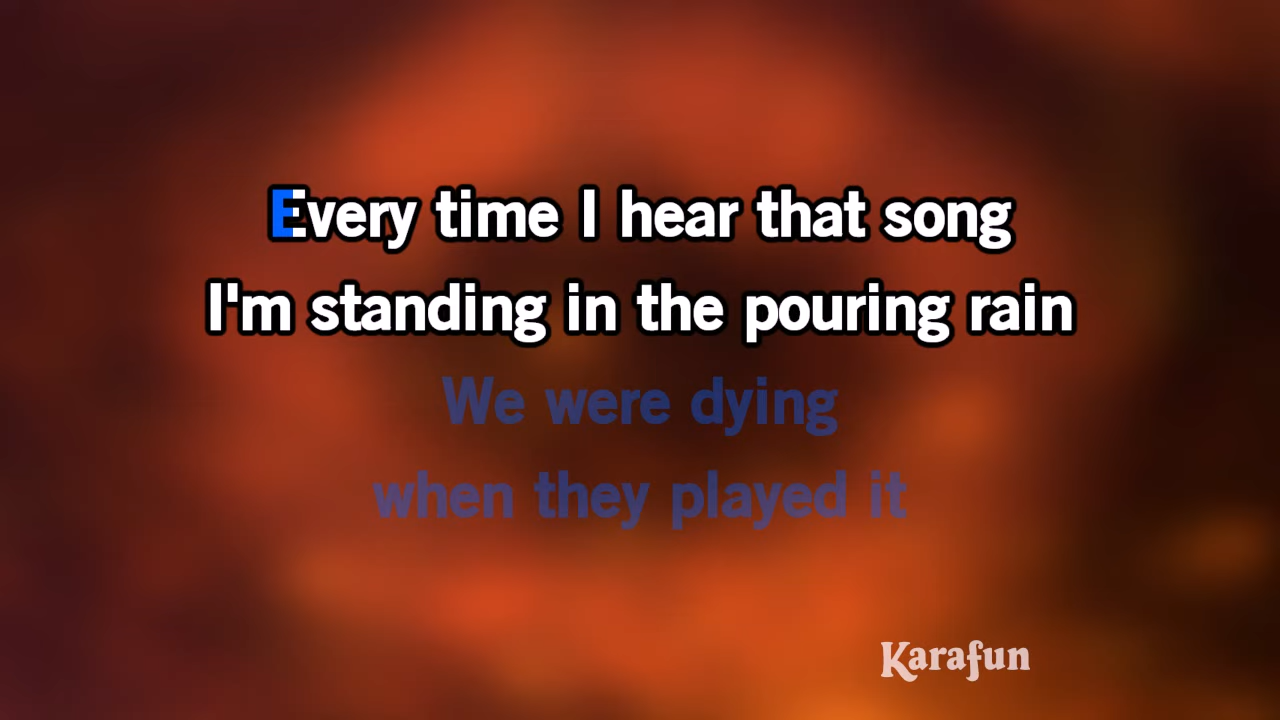 Every time I hear that song
I'm standing in the pouring rain
We were dying
when they played it
Karafun